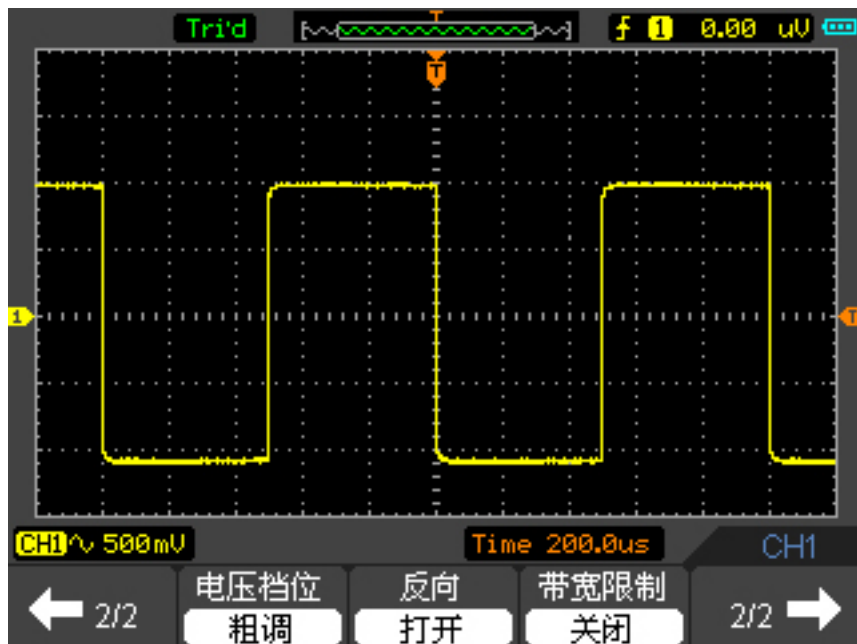 Tri'd T 1 0.00 uV
T
1 T
CH1 500mV Time 200.0us CH1
2/2 电压档位 反向 带宽限制 2/2
粗调 打开 关闭